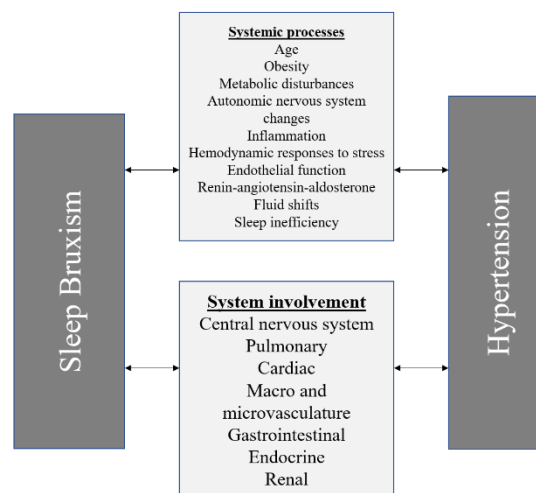 Sleep Bruxism
Systemic processes
Age
Obesity
Metabolic disturbances
Autonomic nervous system
changes
Inflammation
Hemodynamic responses to stress
Endothelial function
Renin-angiotensin-aldosterone
Fluid shifts
Sleep inefficiency
System involvement
Central nervous system
Pulmonary
Cardiac
Macro and
microvasculature
Gastrointestinal
Endocrine
Renal
Hypertension